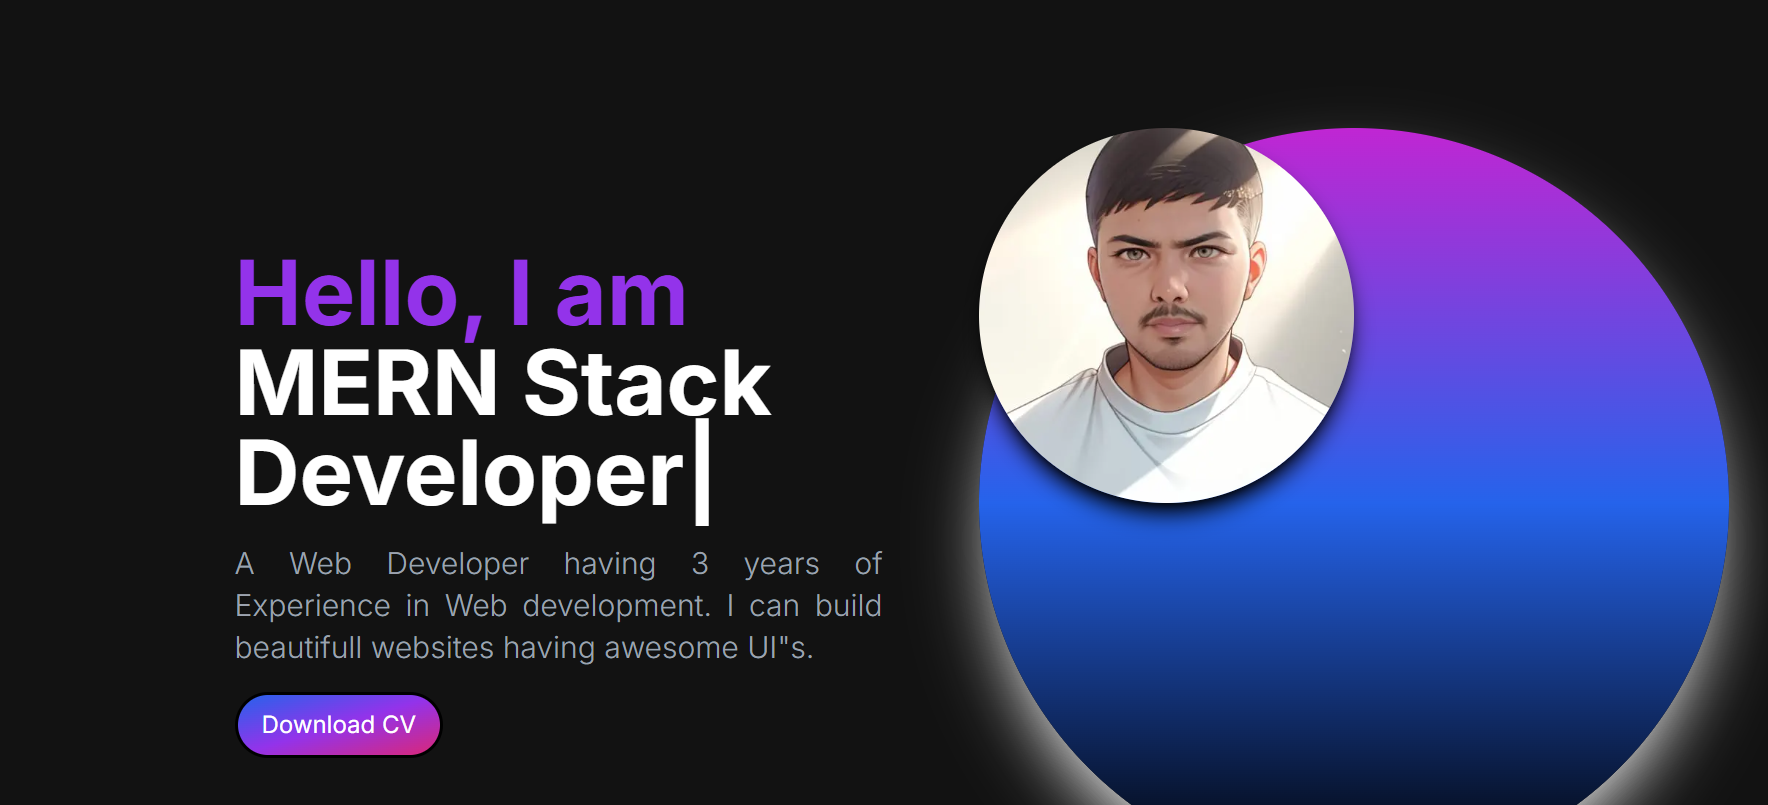 Hello, I am
MERN Stack
Developer|
A Web Developer having 3 years of
Experience in Web development. I can build
beautifull websites having awesome UI"s.
Download CV